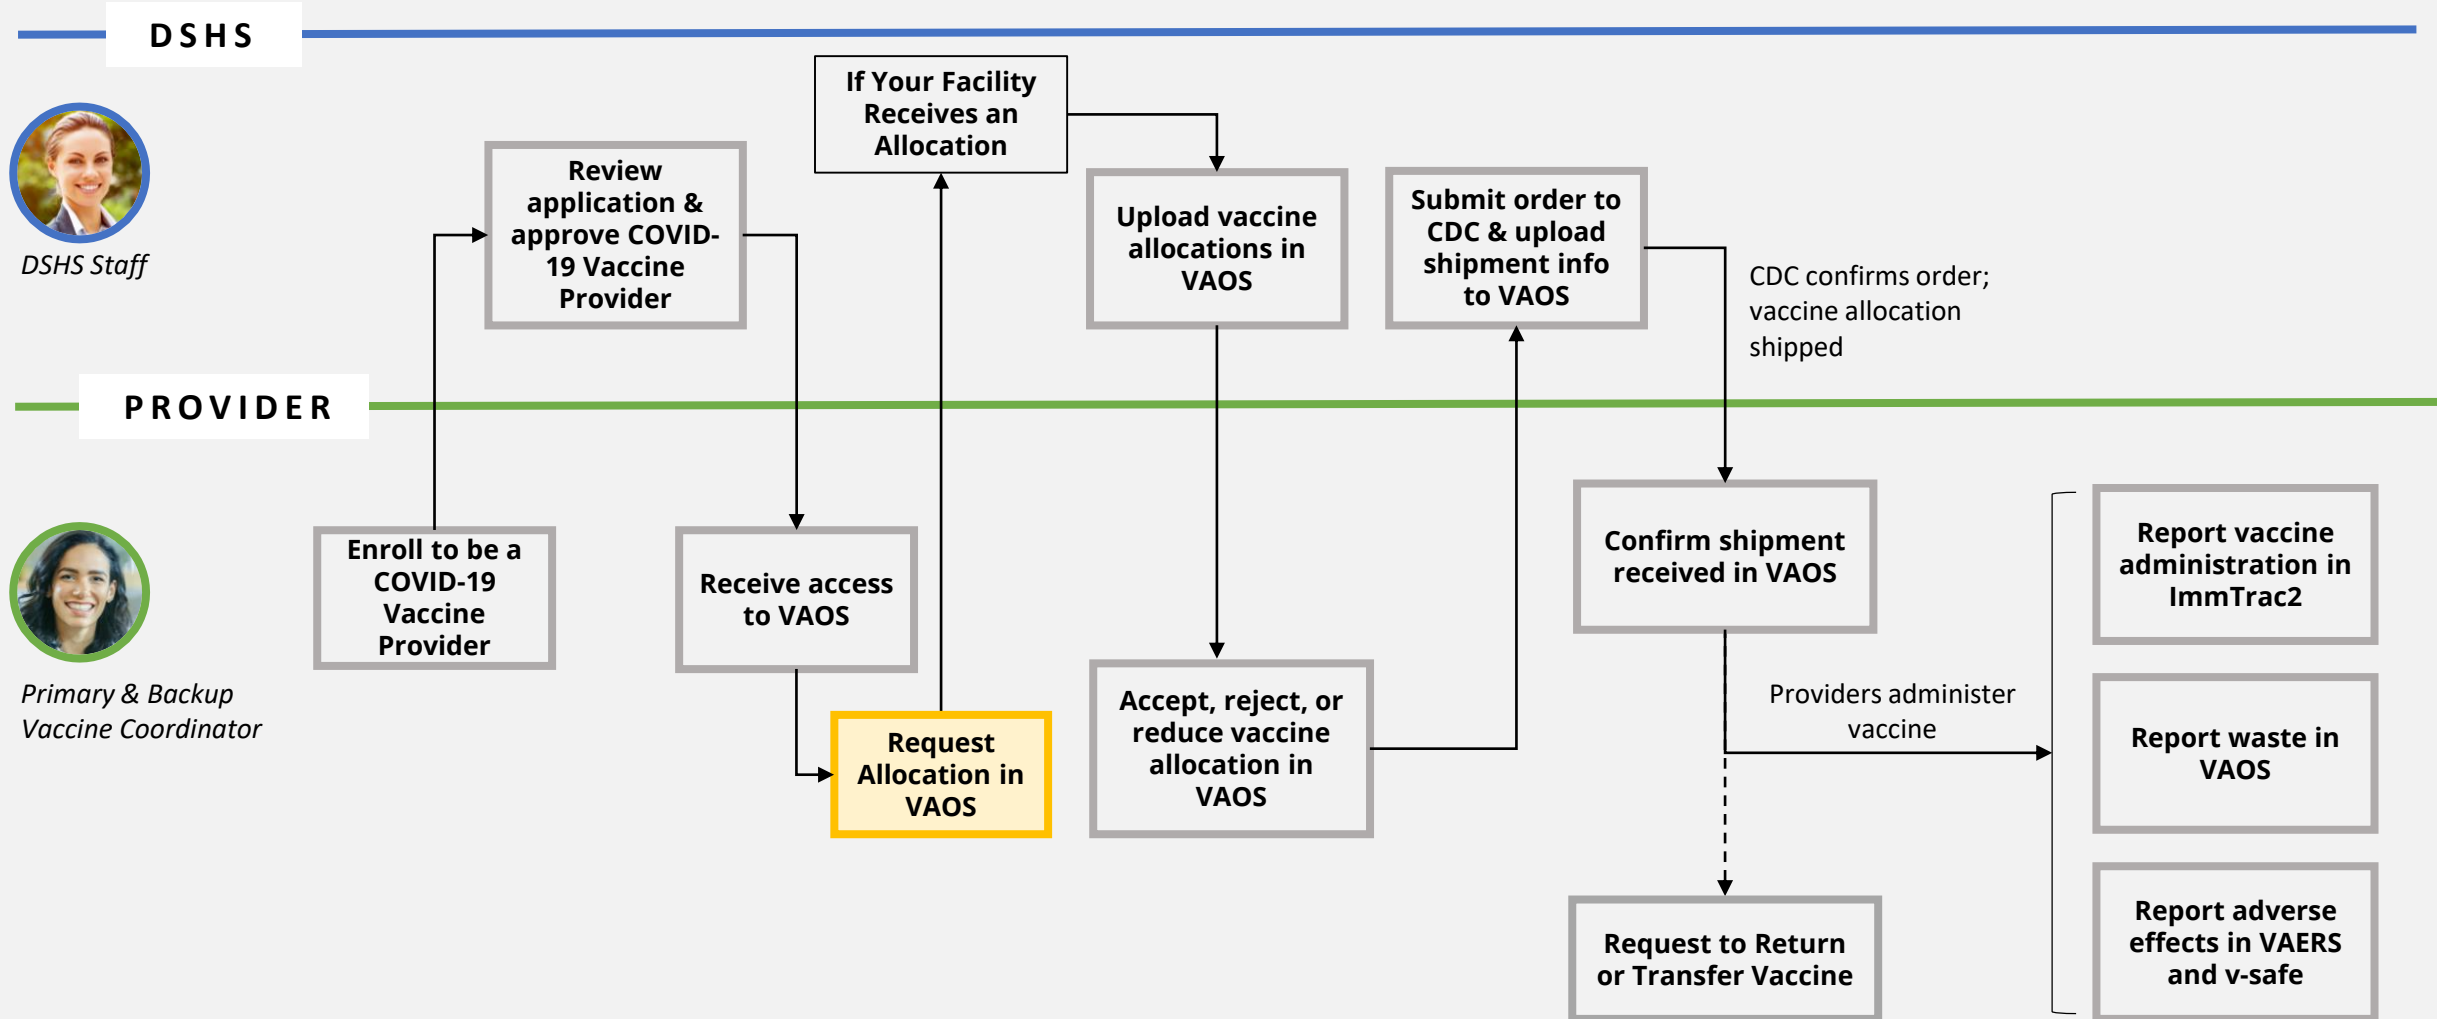 DSHS
If Your Facility
Receives an
Allocation
Review
application &
approve COVID-
19 Vaccine
Provider
Upload vaccine
allocations in
VAOS
Submit order to
CDC & upload
shipment info
to VAOS
DSHS Staff
CDC confirms order;
vaccine allocation
shipped
PROVIDER
Enroll to be a
COVID-19
Vaccine
Provider
Receive access
to VAOS
Request
Allocation in
VAOS
Accept, reject, or
reduce vaccine
allocation in
VAOS
Confirm shipment
received in VAOS
Primary & Backup
Vaccine Coordinator
Providers administer
vaccine
Report vaccine
administration in
ImmTrac2
Report waste in
VAOS
Request to Return
or Transfer Vaccine
Report adverse
effects in VAERS
and v-safe